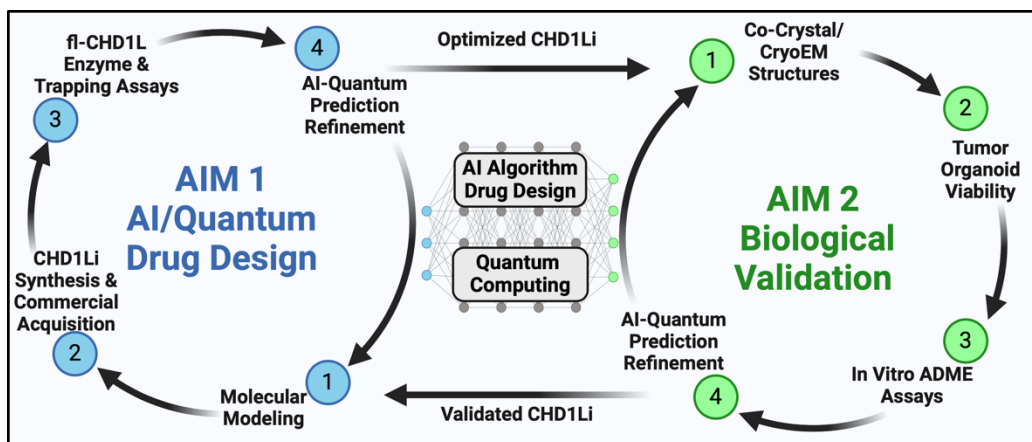 fl-CHD1L
Enzyme &
Trapping Assays
3
4
AI-Quantum
Prediction
Refinement
AIM 1
AI/Quantum
Drug Design
CHD1Li
Synthesis &
Commercial
Acquisition
2
Molecular
Modeling
1
Optimized CHD1Li
AI Algorithm
Drug Design
Quantum
Computing
Validated CHD1Li
1
Co-Crystal/
CryoEM
Structures
2
Tumor
Organoid
Viability
AIM 2
Biological
Validation
3
In Vitro ADME
Assays
AI-Quantum
Prediction
Refinement
4